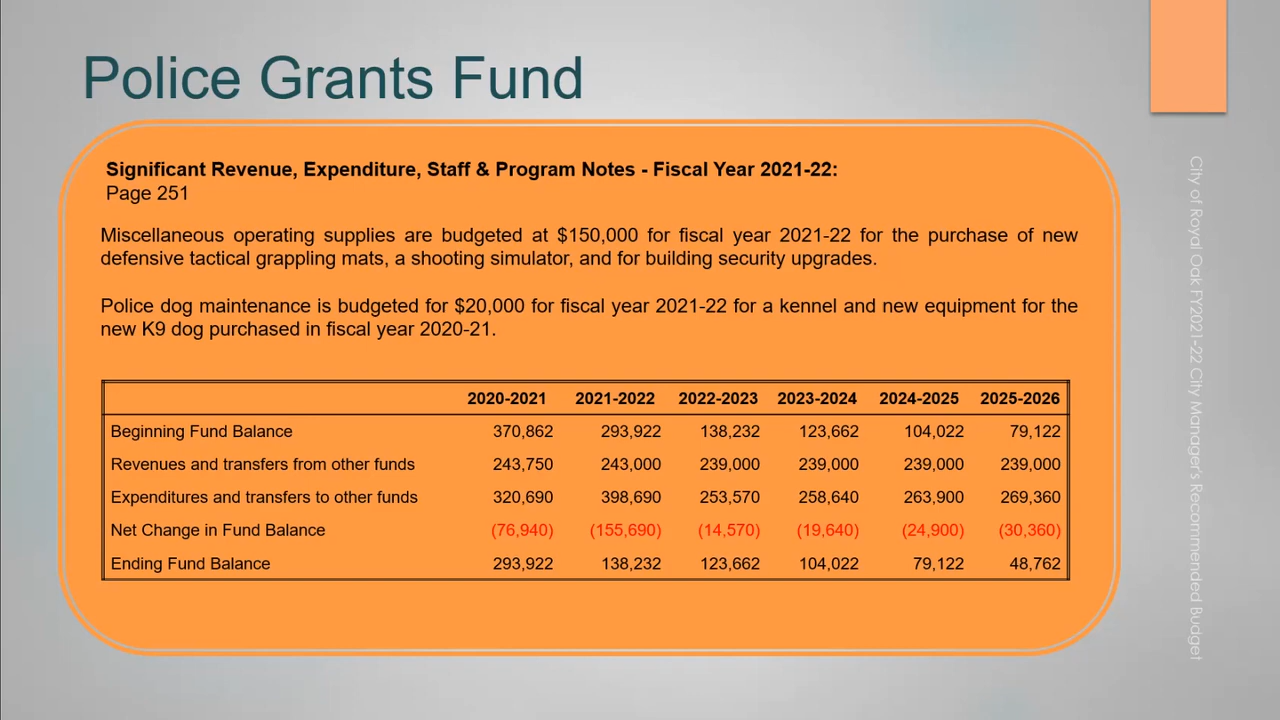 Police Grants Fund
Significant Revenue, Expenditure, Staff & Program Notes - Fiscal Year 2021-22:
Page 251
Miscellaneous operating supplies are budgeted at $150,000 for fiscal year 2021-22 for the purchase of new
defensive tactical grappling mats, a shooting simulator, and for building security upgrades.
Police dog maintenance is budgeted for $20,000 for fiscal year 2021-22 for a kennel and new equipment for the
new K9 dog purchased in fiscal year 2020-21.
2020-2021 2021-2022 2022-2023 2023-2024 2024-2025 2025-2026
Beginning Fund Balance 370,862 293,922 138,232 123,662 104,022 79,122
Revenues and transfers from other funds 243,750 243,000 239,000 239,000 239,000 239,000
Expenditures and transfers to other funds 320,690 398,690 253,570 258,640 263,900 269,360
Net Change in Fund Balance (76,940) (155,690) (14,570) (19,640) (24,900) (30,360)
Ending Fund Balance 293,922 138,232 123,662 104,022 79,122 48,762
City of Royal Oak FY2021-22 City Manager's Recommended Budget